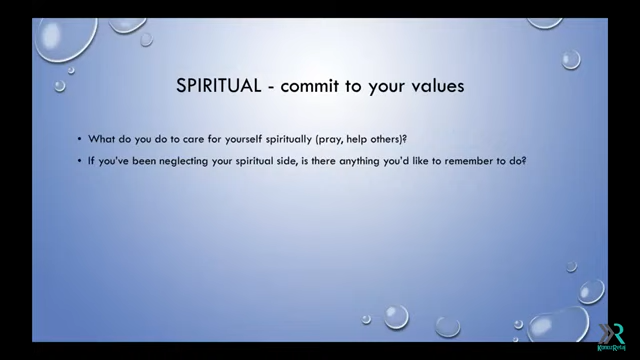 SPIRITUAL - commit to your values
• What do you do to care for yourself spiritually (pray, help others)?
• If you've been neglecting your spiritual side, is there anything you'd like to remember to do?